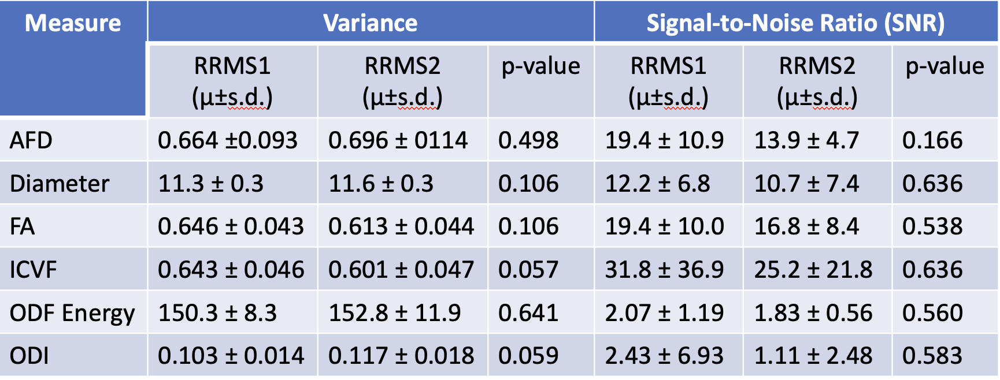 Measure Variance Signal-to-Noise Ratio (SNR)
RRMS1 RRMS2 p-value RRMS1 RRMS2 p-value
(µ±s.d.) (µ±s.d.) (µ±s.d.) (µ±s.d.)
AFD 0.664 ±0.093 0.696 ± 0114 0.498 19.4 ± 10.9 13.9 ± 4.7 0.166
Diameter 11.3 ± 0.3 11.6 ± 0.3 0.106 12.2 ± 6.8 10.7 ± 7.4 0.636
FA 0.646 ± 0.043 0.613 ± 0.044 0.106 19.4 ± 10.0 16.8 ± 8.4 0.538
ICVF 0.643 ± 0.046 0.601 ± 0.047 0.057 31.8 ± 36.9 25.2 ± 21.8 0.636
ODF Energy 150.3 ± 8.3 152.8 ± 11.9 0.641 2.07 ± 1.19 1.83 ± 0.56 0.560
ODI 0.103 ± 0.014 0.117 ± 0.018 0.059 2.43 ± 6.93 1.11 ± 2.48 0.583